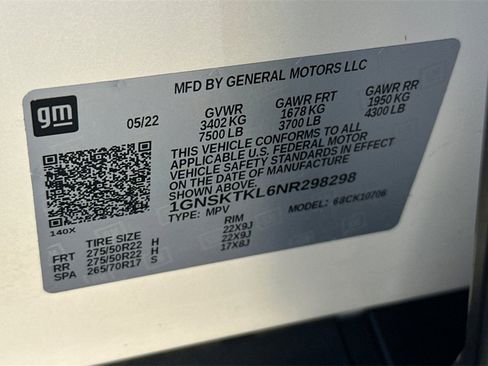 MFD BY GENERAL MOTORS LLC
gm
05/22 GVWR GAWR FRT GAWR RR
3402 KG 1678 KG 1950 KG
7500 LB 3700 LB 4300 LB
THIS VEHICLE CONFORMS TO ALL
APPLICABLE U.S. FEDERAL MOTOR
VEHICLE SAFETY STANDARDS IN
EFFECT ON THE DATE OF MANUFACTURE
SHOWN ABOVE.
1GNSKTKL6NR298298
TYPE: MPV MODEL: 68CK10706
140X
TIRE SIZE RIM
FRT 275/50R22 H 22X9J
RR 275/50R22 H 22X9J
SPA 265/70R17 S 17X8J